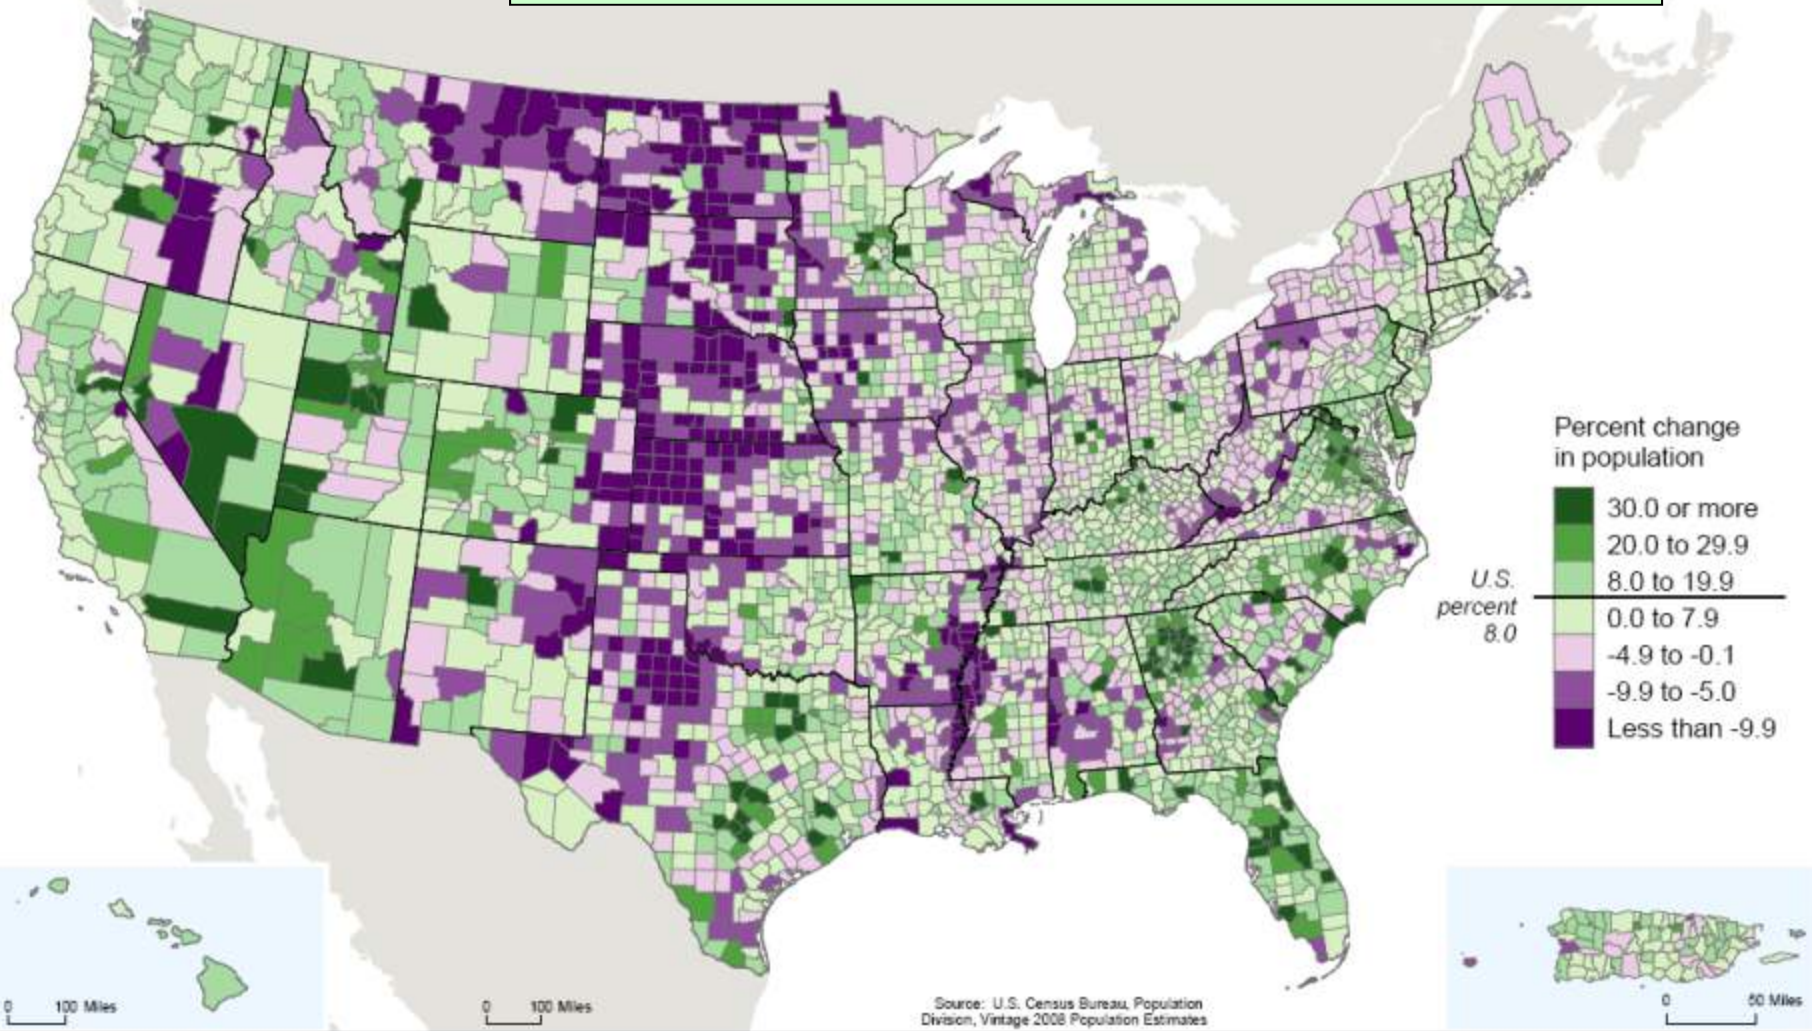 Percent change
in population
30.0 or more
20.0 to 29.9
8.0 to 19.9
U.S.
percent
8.0
0.0 to 7.9
-4.9 to -0.1
-9.9 to -5.0
Less than -9.9
0 100 Miles
0 100 Miles
Source: U.S. Census Bureau, Population
Division, Vintage 2008 Population Estimates
0 50 Miles